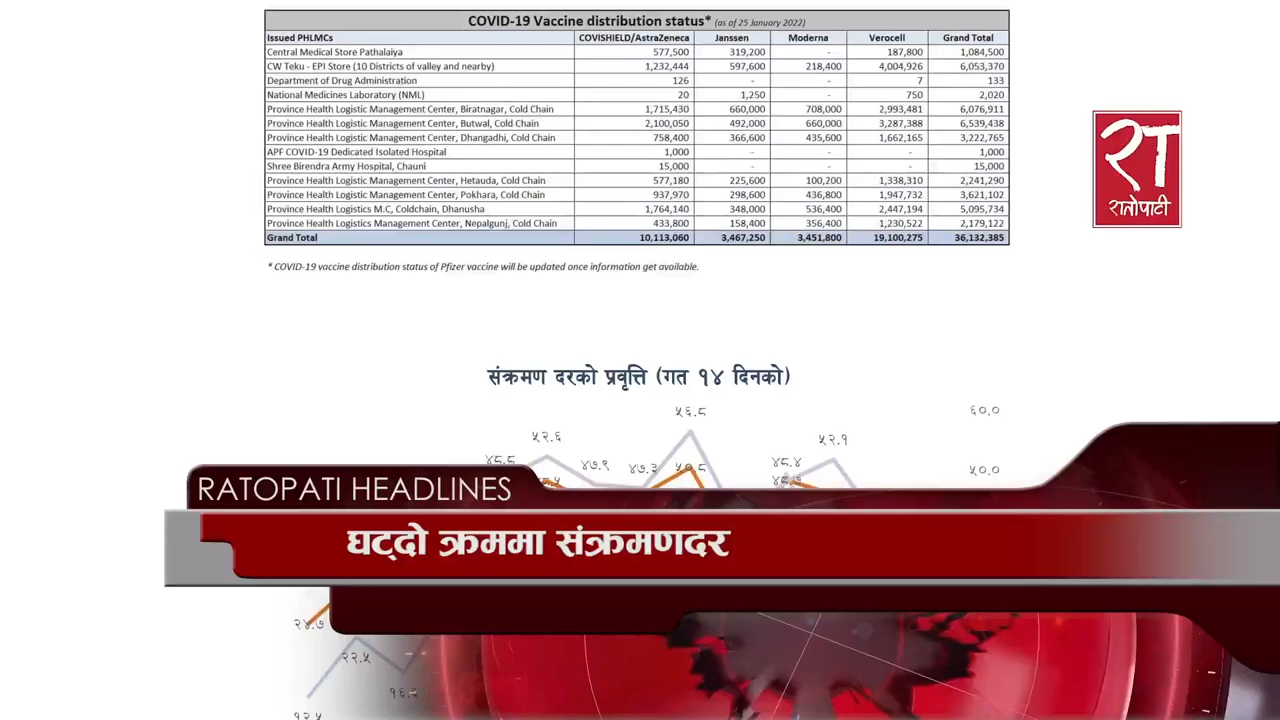 COVID-19 Vaccine distribution status* (as of 25 January 2022)
Issued PHLMCs COVISHIELD/AstraZeneca Janssen Moderna Verocell Grand Total
Central Medical Store Pathalaiya 577,500 319,200 - 187,800 1,084,500
CW Teku - EPI Store (10 Districts of valley and nearby) 1,232,444 597,600 218,400 4,004,926 6,053,370
Department of Drug Administration 126 - - 7 133
National Medicines Laboratory (NML) 20 1,250 - 750 2,020
Province Health Logistic Management Center, Biratnagar, Cold Chain 1,715,430 660,000 708,000 2,993,481 6,076,911
Province Health Logistic Management Center, Butwal, Cold Chain 2,100,050 492,000 660,000 3,287,388 6,539,438
Province Health Logistic Management Center, Dhangadhi, Cold Chain 758,400 366,600 435,600 1,662,165 3,222,765
APF COVID-19 Dedicated Isolated Hospital 1,000 - - - 1,000
Shree Birendra Army Hospital, Chauni 15,000 - - - 15,000
Province Health Logistic Management Center, Hetauda, Cold Chain 577,180 225,600 100,200 1,338,310 2,241,290
Province Health Logistic Management Center, Pokhara, Cold Chain 937,970 298,600 436,800 1,947,732 3,621,102
Province Health Logistics M.C, Coldchain, Dhanusha 1,764,140 348,000 536,400 2,447,194 5,095,734
Province Health Logistics Management Center, Nepalgunj, Cold Chain 433,800 158,400 356,400 1,230,522 2,179,122
Grand Total 10,113,060 3,467,250 3,451,800 19,100,275 36,132,385
* COVID-19 vaccine distribution status of Pfizer vaccine will be updated once information get available.
रातोपाटी
संक्रमण दरको प्रवृत्ति (गत १४ दिनको)
५६.८ ६०.०
५२.६ ५२.१
४८.५ ४७.९ ४७.३ ५०.८ ४८.४ ५०.०
RATOPATI HEADLINES
घट्दो क्रममा संक्रमणदर
२४.७
२२.५
१२.५